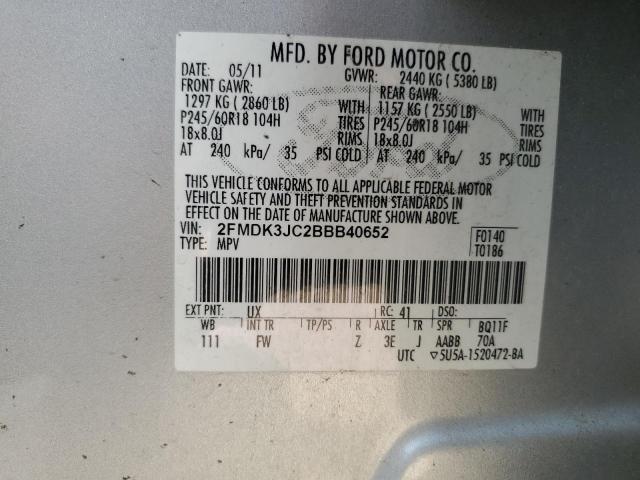 MFD. BY FORD MOTOR CO.
DATE: 05/11 GVWR: 2440 KG ( 5380 LB)
FRONT GAWR: REAR GAWR:
1297 KG ( 2860 LB) WITH 1157 KG ( 2550 LB) WITH
P245/60R18 104H TIRES P245/60R18 104H TIRES
18x8.0J RIMS 18x8.0J RIMS
AT 240 kPa/ 35 PSI COLD AT 240 kPa/ 35 PSI COLD
Ford
THIS VEHICLE CONFORMS TO ALL APPLICABLE FEDERAL MOTOR
VEHICLE SAFETY AND THEFT PREVENTION STANDARDS IN
EFFECT ON THE DATE OF MANUFACTURE SHOWN ABOVE.
VIN: 2FMDK3JC2BBB40652 F0140
TYPE: MPV T0186
EXT PNT: UX RC: 41 DSO:
WB INT TR TP/PS R AXLE TR SPR BQ11F
111 FW Z 3E J AABB 70A
UTC ▽5U5A-1520472-BA